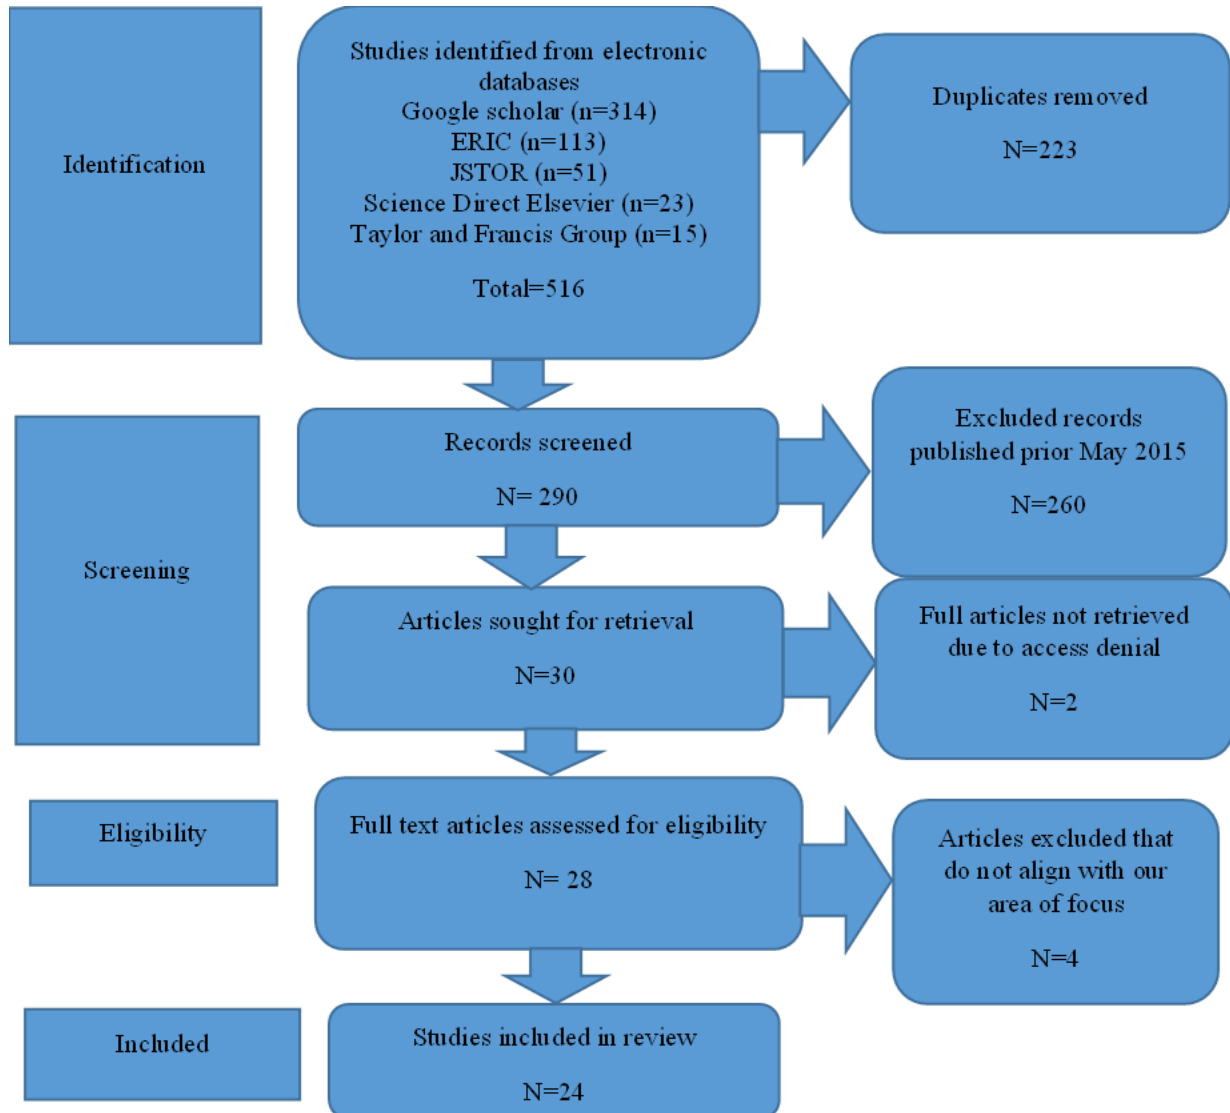 Identification
Studies identified from electronic
databases
Google scholar (n=314)
ERIC (n=113)
JSTOR (n=51)
Science Direct Elsevier (n=23)
Taylor and Francis Group (n=15)
Total=516
Duplicates removed
N=223
Screening
Records screened
N= 290
Excluded records
published prior May 2015
N=260
Articles sought for retrieval
N=30
Full articles not retrieved
due to access denial
N=2
Eligibility
Full text articles assessed for eligibility
N= 28
Articles excluded that
do not align with our
area of focus
N=4
Included
Studies included in review
N=24